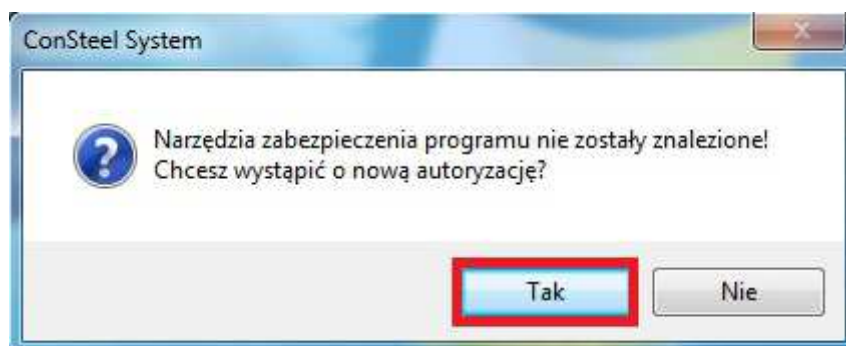 ConSteel System
Narzędzia zabezpieczenia programu nie zostały znalezione!
Chcesz wystąpić o nową autoryzację?
Tak
Nie